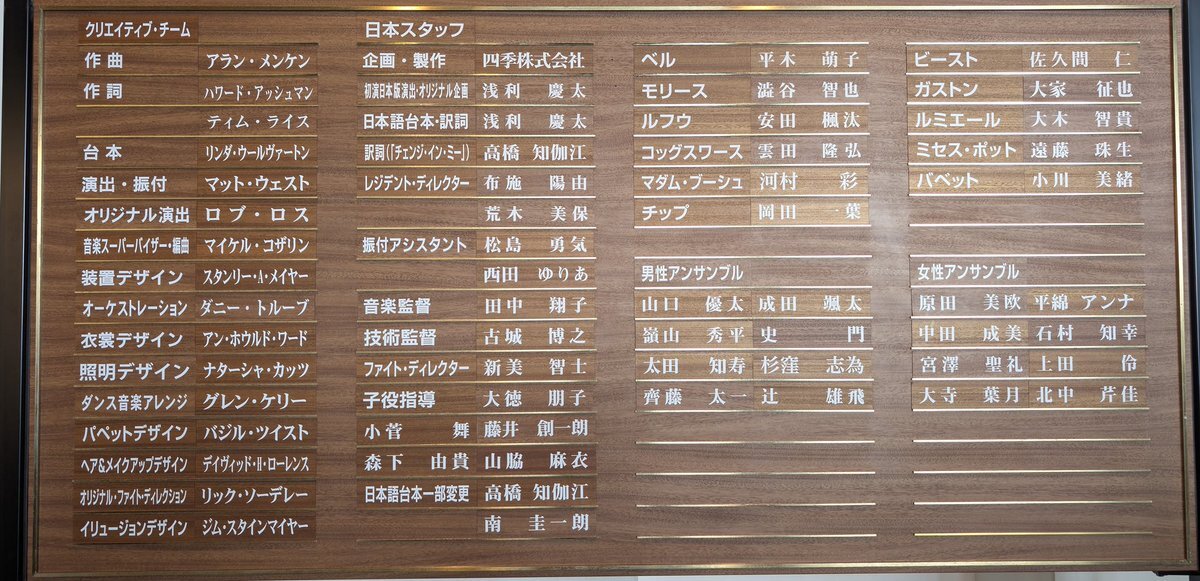 クリエイティブ・チーム
作曲 アラン・メンケン
作詞 ハワード・アッシュマン
ティム・ライス
台本 リンダ・ウールヴァートン
演出・振付 マット・ウェスト
オリジナル演出 ロブ・ロス
音楽スーパーバイザー・編曲 マイケル・コザリン
装置デザイン スタンリー・A・メイヤー
オーケストレーション ダニー・トルーブ
衣裳デザイン アン・ホウルド・ワード
照明デザイン ナターシャ・カッツ
ダンス音楽アレンジ グレン・ケリー
パペットデザイン バジル・ツイスト
ヘア&メイクアップデザイン デイヴィッド・H・ローレンス
オリジナル・ファイト・ディレクション リック・ソーデレー
イリュージョンデザイン ジム・スタインマイヤー
日本スタッフ
企画・製作 四季株式会社
初演日本版演出・オリジナル企画 浅利 慶太
日本語台本・訳詞 浅利 慶太
訳詞(「チェンジ・イン・ミー」) 高橋 知伽江
レジデント・ディレクター 布施 陽由
荒木 美保
振付アシスタント 松島 勇気
西田 ゆりあ
音楽監督 田中 翔子
技術監督 古城 博之
ファイト・ディレクター 新美 智士
子役指導 大徳 朋子
小菅 舞 藤井 創一朗
森下 由貴 山脇 麻衣
日本語台本一部変更 高橋 知伽江
南 圭一朗
ベル 平木 萌子
モリース 澁谷 智也
ルフウ 安田 楓汰
コッグスワース 雲田 隆弘
マダム・ブーシュ 河村 彩
チップ 岡田 一葉
男性アンサンブル
山口 優太 成田 颯太
嶺山 秀平 史 門
太田 知寿 杉窪 志為
齊藤 太一 辻 雄飛
ビースト 佐久間 仁
ガストン 大家 征也
ルミエール 大木 智貴
ミセス・ポット 遠藤 珠生
バベット 小川 美緒
女性アンサンブル
原田 美欧 平綿 アンナ
中田 成美 石村 知幸
宮澤 聖礼 上田 伶
大寺 葉月 北中 芹佳